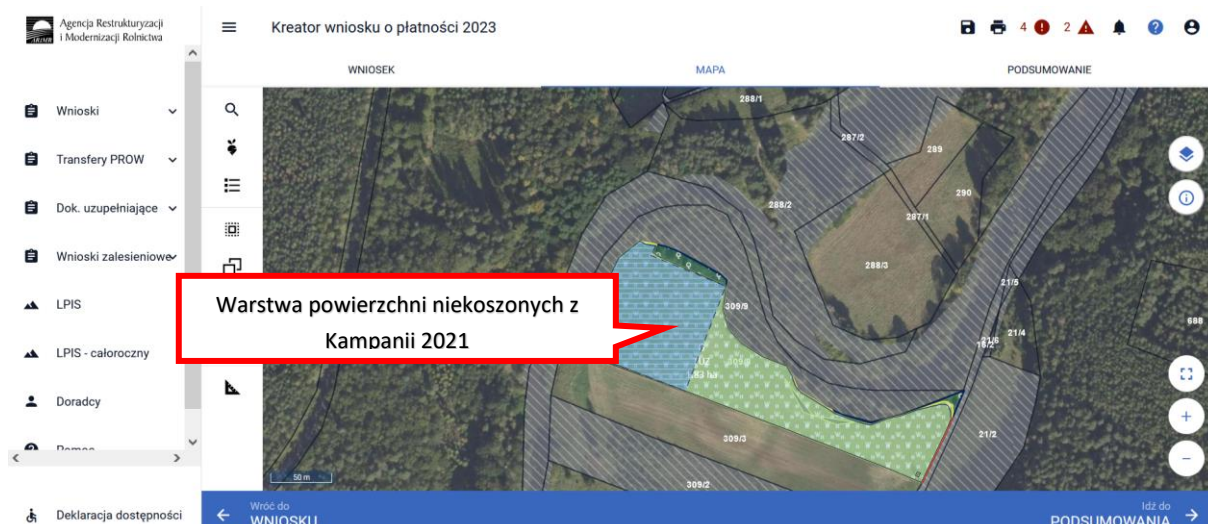 Agencja Restrukturyzacji
i Modernizacji Rolnictwa
ARiMR
Kreator wniosku o płatności 2023
4
2
WNIOSEK
MAPA
PODSUMOWANIE
Wnioski
Transfery PROW
Dok. uzupełniające
Wnioski zalesieniowe
LPIS
LPIS - całoroczny
Doradcy
Pomoc
Deklaracja dostępności
288/1
287/2
289
290
288/2
287/1
288/3
21/5
309/9
21/4
688
Warstwa powierzchni niekoszonych z
Kampanii 2021
309/3
21/2
309/2
50 m
Wróć do
WNIOSKU
Idź do
PODSUMOWANIA